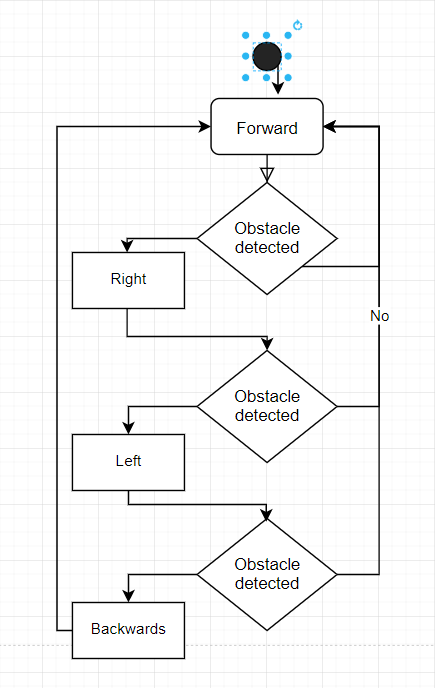 Forward
Obstacle
detected
Right
No
Obstacle
detected
Left
Obstacle
detected
Backwards